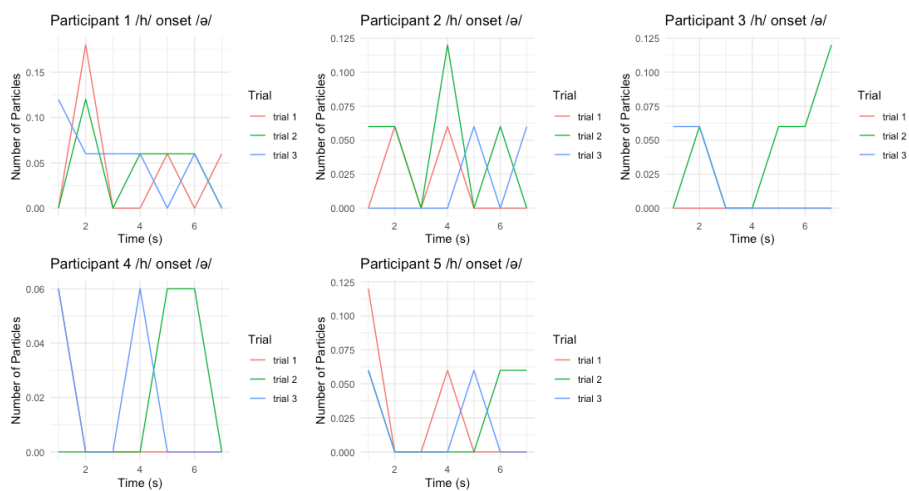 Participant 1 /h/ onset /ə/
Number of Particles
0.15
0.10
0.05
0.00
2 4 6
Time (s)
Trial
trial 1
trial 2
trial 3
Participant 2 /h/ onset /ə/
Number of Particles
0.125
0.100
0.075
0.050
0.025
0.000
2 4 6
Time (s)
Trial
trial 1
trial 2
trial 3
Participant 3 /h/ onset /ə/
Number of Particles
0.125
0.100
0.075
0.050
0.025
0.000
2 4 6
Time (s)
Trial
trial 1
trial 2
trial 3
Participant 4 /h/ onset /ə/
Number of Particles
0.06
0.04
0.02
0.00
2 4 6
Time (s)
Trial
trial 1
trial 2
trial 3
Participant 5 /h/ onset /ə/
Number of Particles
0.125
0.100
0.075
0.050
0.025
0.000
2 4 6
Time (s)
Trial
trial 1
trial 2
trial 3